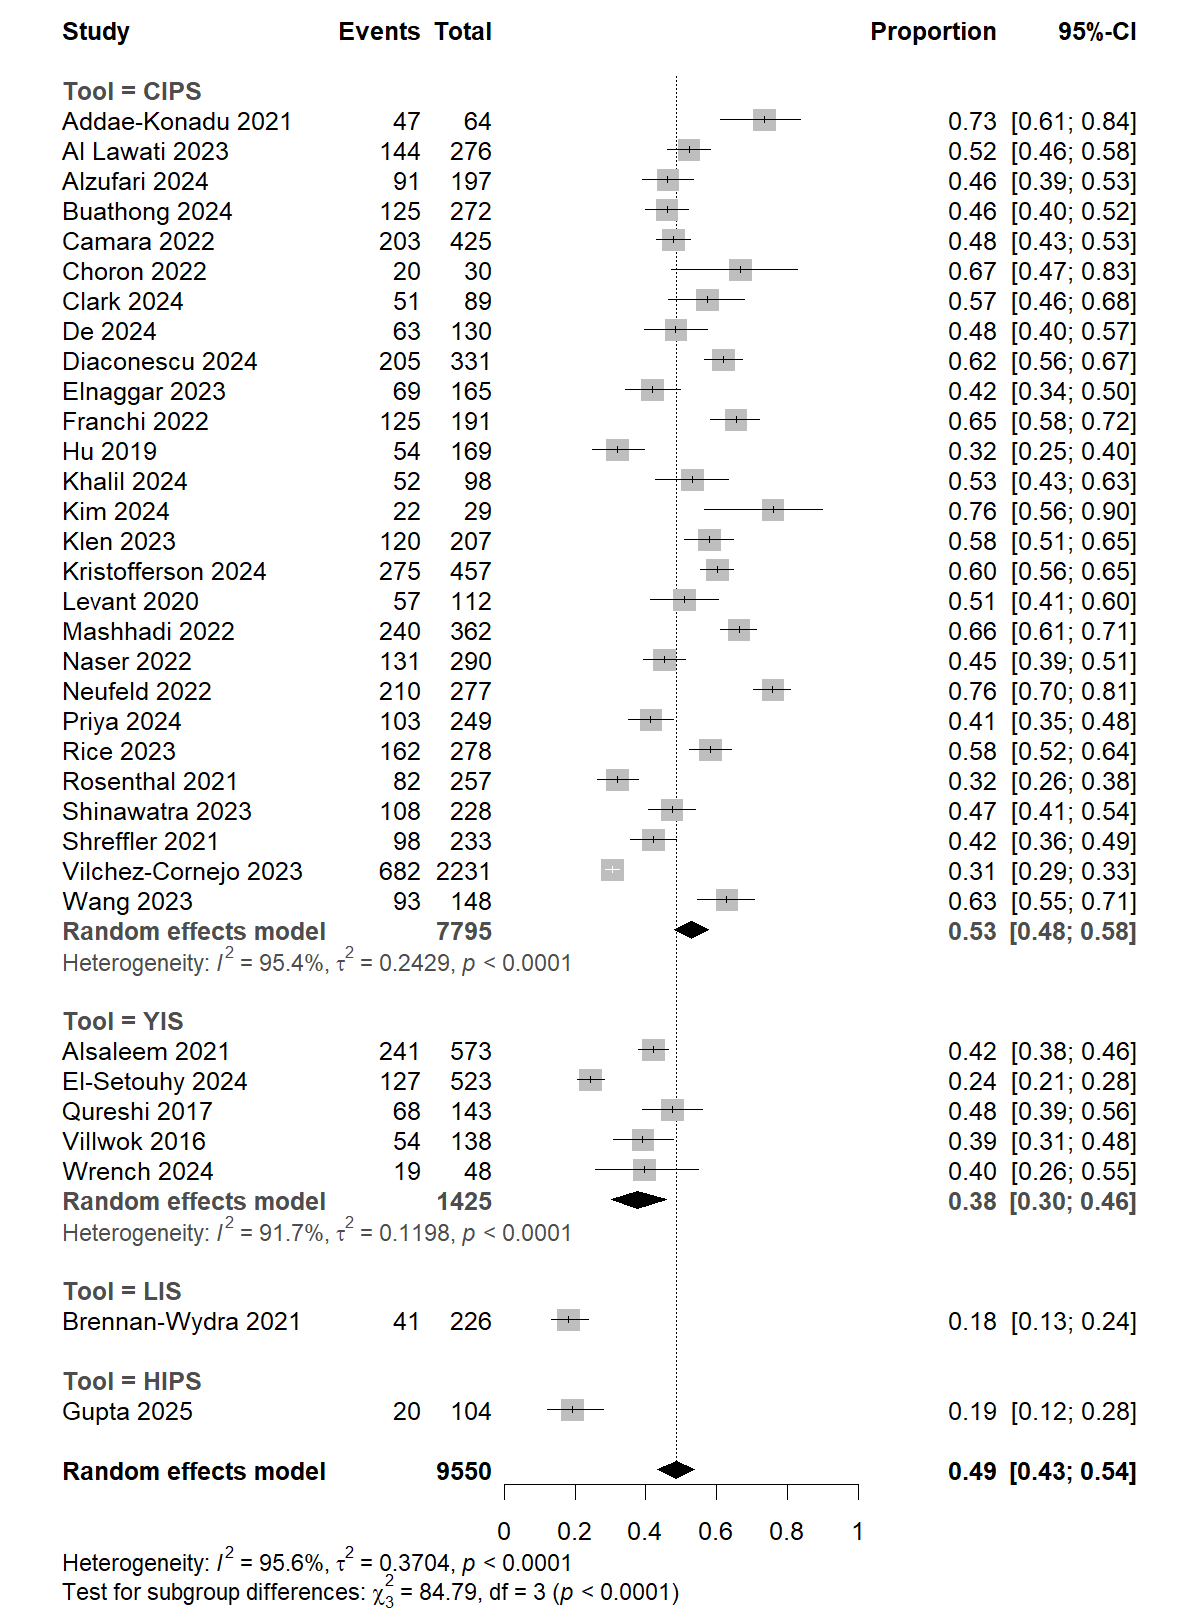 Study Events Total Proportion 95%-CI
Tool = CIPS
Addae-Konadu 2021 47 64 0.73 [0.61; 0.84]
Al Lawati 2023 144 276 0.52 [0.46; 0.58]
Alzufari 2024 91 197 0.46 [0.39; 0.53]
Buathong 2024 125 272 0.46 [0.40; 0.52]
Camara 2022 203 425 0.48 [0.43; 0.53]
Choron 2022 20 30 0.67 [0.47; 0.83]
Clark 2024 51 89 0.57 [0.46; 0.68]
De 2024 63 130 0.48 [0.40; 0.57]
Diaconescu 2024 205 331 0.62 [0.56; 0.67]
Elnaggar 2023 69 165 0.42 [0.34; 0.50]
Franchi 2022 125 191 0.65 [0.58; 0.72]
Hu 2019 54 169 0.32 [0.25; 0.40]
Khalil 2024 52 98 0.53 [0.43; 0.63]
Kim 2024 22 29 0.76 [0.56; 0.90]
Klen 2023 120 207 0.58 [0.51; 0.65]
Kristofferson 2024 275 457 0.60 [0.56; 0.65]
Levant 2020 57 112 0.51 [0.41; 0.60]
Mashhadi 2022 240 362 0.66 [0.61; 0.71]
Naser 2022 131 290 0.45 [0.39; 0.51]
Neufeld 2022 210 277 0.76 [0.70; 0.81]
Priya 2024 103 249 0.41 [0.35; 0.48]
Rice 2023 162 278 0.58 [0.52; 0.64]
Rosenthal 2021 82 257 0.32 [0.26; 0.38]
Shinawatra 2023 108 228 0.47 [0.41; 0.54]
Shreffler 2021 98 233 0.42 [0.36; 0.49]
Vilchez-Cornejo 2023 682 2231 0.31 [0.29; 0.33]
Wang 2023 93 148 0.63 [0.55; 0.71]
Random effects model 7795 0.53 [0.48; 0.58]
Heterogeneity: I² = 95.4%, τ² = 0.2429, p < 0.0001
Tool = YIS
Alsaleem 2021 241 573 0.42 [0.38; 0.46]
El-Setouhy 2024 127 523 0.24 [0.21; 0.28]
Qureshi 2017 68 143 0.48 [0.39; 0.56]
Villwok 2016 54 138 0.39 [0.31; 0.48]
Wrench 2024 19 48 0.40 [0.26; 0.55]
Random effects model 1425 0.38 [0.30; 0.46]
Heterogeneity: I² = 91.7%, τ² = 0.1198, p < 0.0001
Tool = LIS
Brennan-Wydra 2021 41 226 0.18 [0.13; 0.24]
Tool = HIPS
Gupta 2025 20 104 0.19 [0.12; 0.28]
Random effects model 9550 0.49 [0.43; 0.54]
0 0.2 0.4 0.6 0.8 1
Heterogeneity: I² = 95.6%, τ² = 0.3704, p < 0.0001
Test for subgroup differences: χ²₃ = 84.79, df = 3 (p < 0.0001)